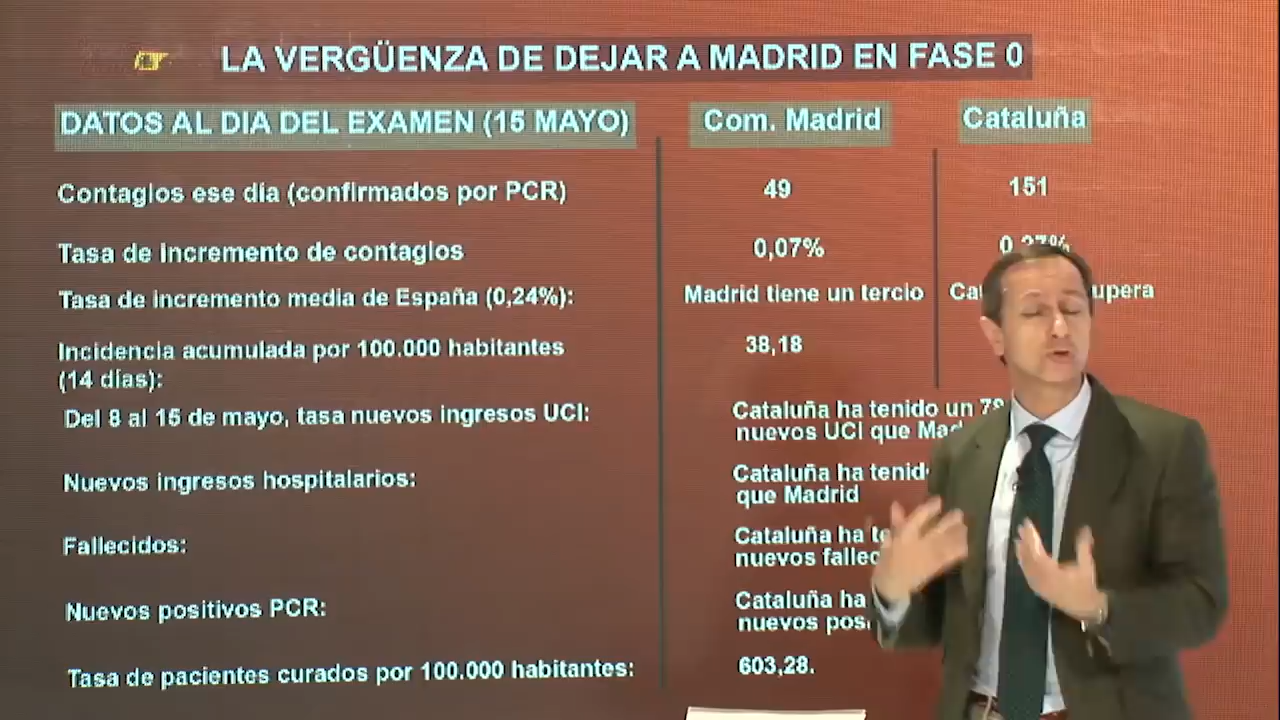 LA VERGÜENZA DE DEJAR A MADRID EN FASE 0
DATOS AL DIA DEL EXAMEN (15 MAYO)
Com. Madrid
Cataluña
Contagios ese día (confirmados por PCR)
49
151
Tasa de incremento de contagios
0,07%
Tasa de incremento media de España (0,24%):
Madrid tiene un tercio
Incidencia acumulada por 100.000 habitantes
(14 días):
38,18
Del 8 al 15 de mayo, tasa nuevos ingresos UCI:
Cataluña ha tenido un
nuevos UCI que
Nuevos ingresos hospitalarios:
Cataluña ha
que Madrid
Fallecidos:
Cataluña ha
nuevos
Nuevos positivos PCR:
Cataluña ha
nuevos
Tasa de pacientes curados por 100.000 habitantes:
603,28.